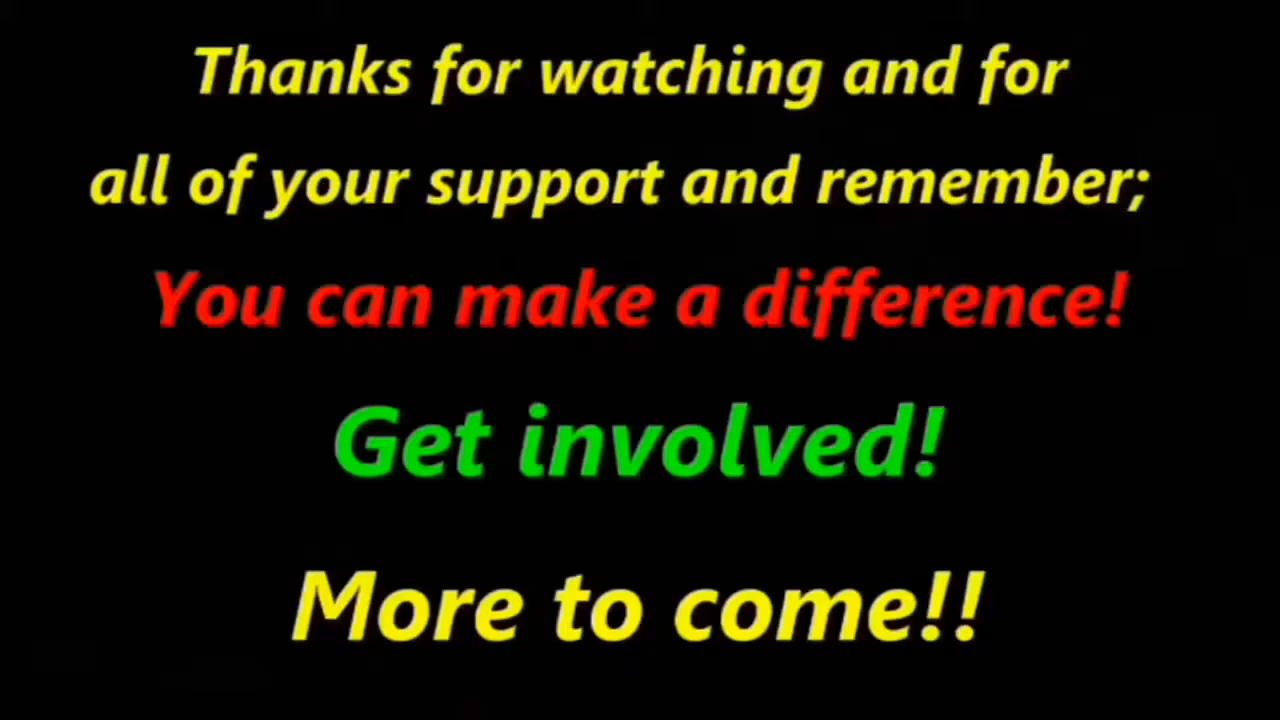 Thanks for watching and for
all of your support and remember;
You can make a difference!
Get involved!
More to come!!